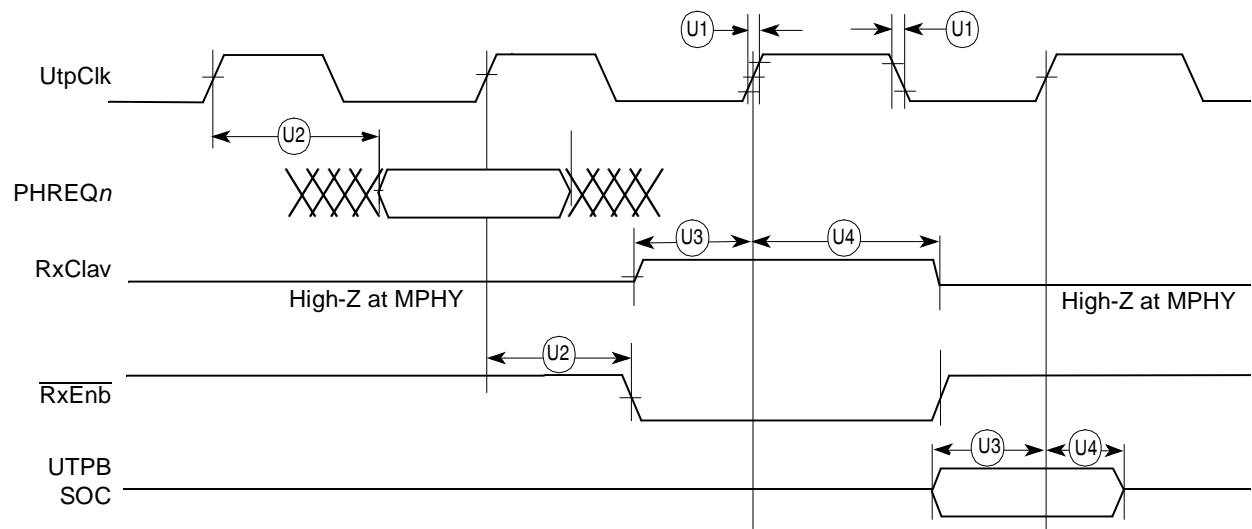 U1
U1
UtpClk
U2
PHREQn
U3
U4
RxClav
High-Z at MPHY
High-Z at MPHY
U2
RxEnb
UTPB
SOC
U3
U4